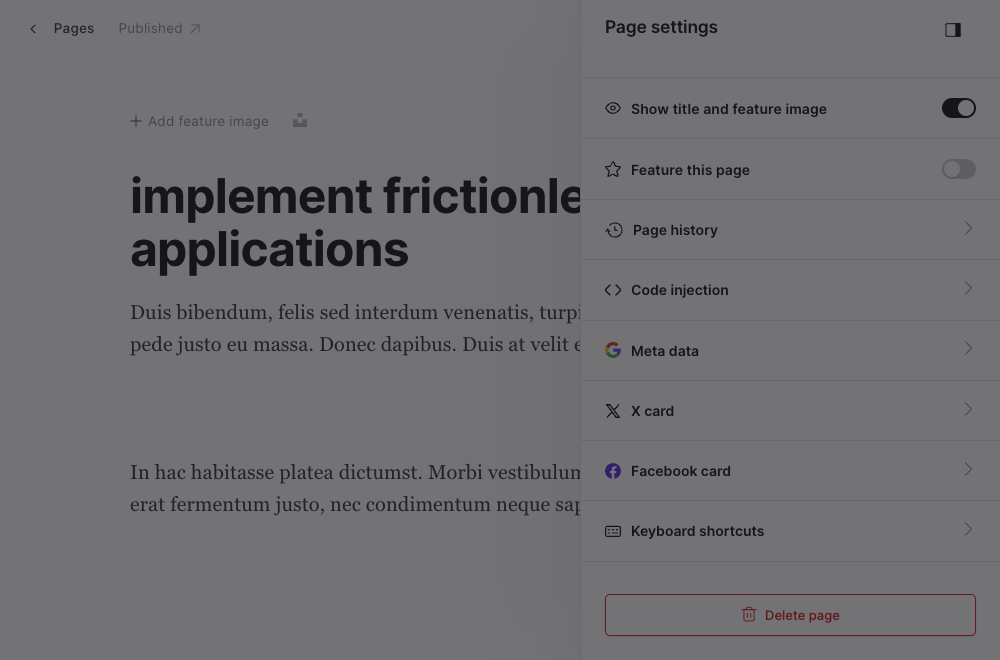 Pages
Published
Page settings
Add feature image
implement frictionle
applications
Duis bibendum, felis sed interdum venenatis, turpi
pede justo eu massa. Donec dapibus. Duis at velit e
In hac habitasse platea dictumst. Morbi vestibulum
erat fermentum justo, nec condimentum neque sap
Show title and feature image
Feature this page
Page history
Code injection
Meta data
X card
Facebook card
Keyboard shortcuts
Delete page